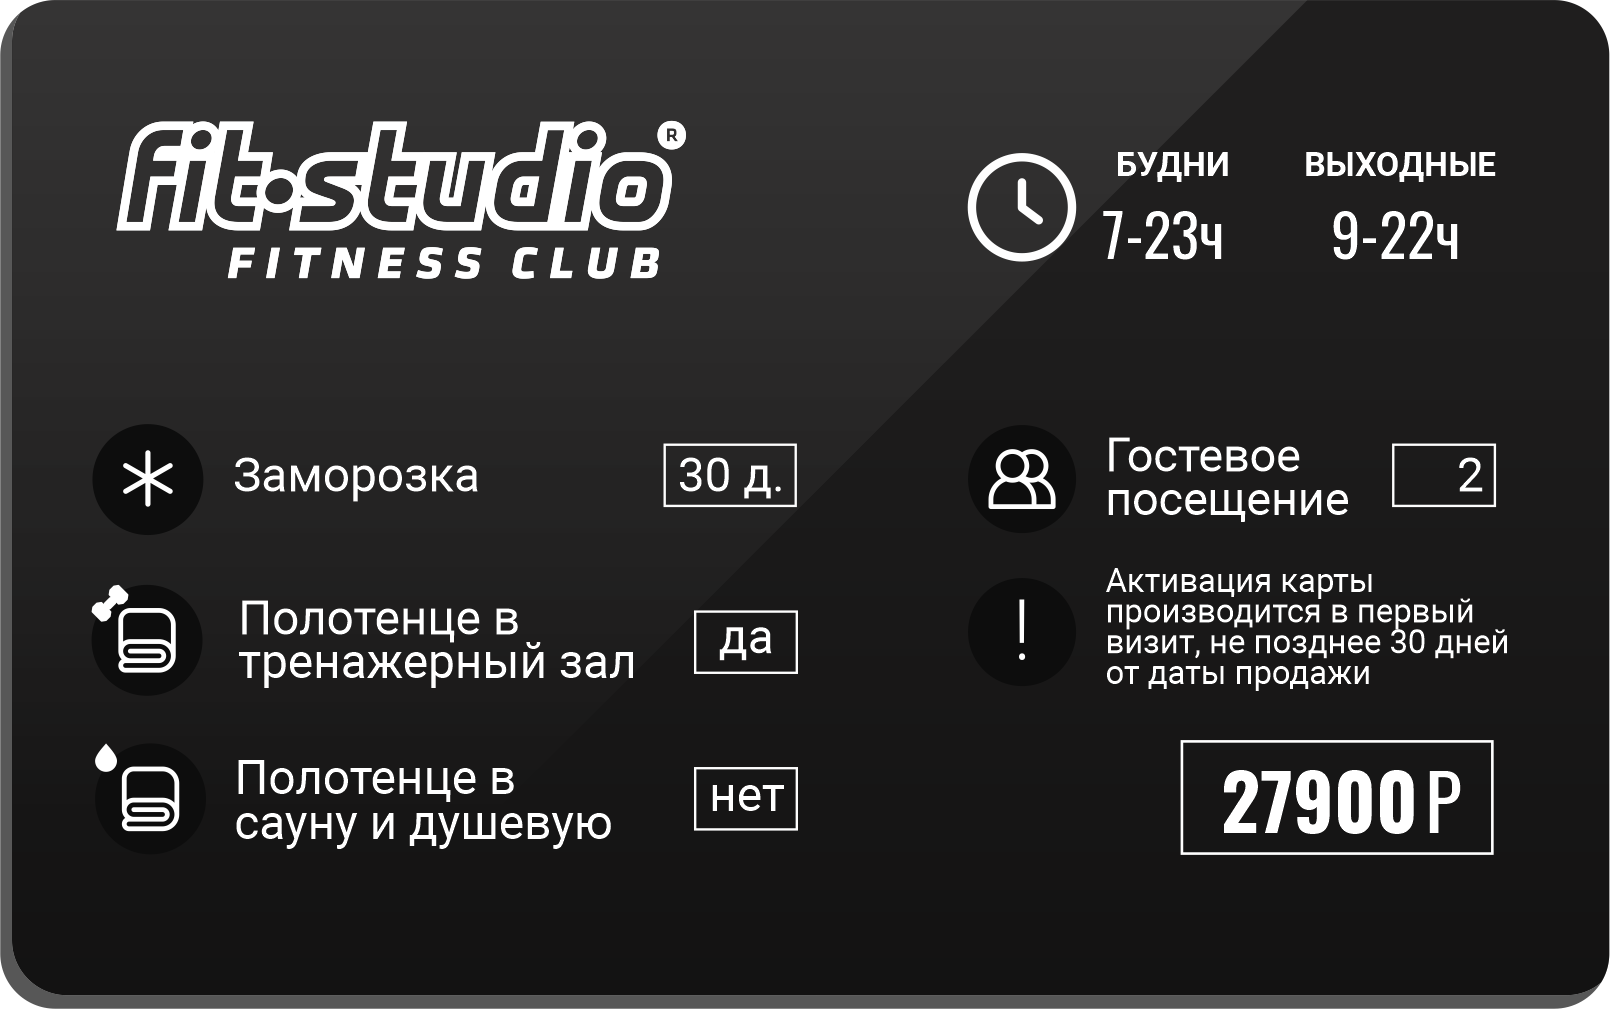 fit·studio®
FITNESS CLUB
БУДНИ ВЫХОДНЫЕ
7-23ч 9-22ч
Заморозка 30 д.
Полотенце в
тренажерный зал да
Полотенце в
сауну и душевую нет
Гостевое
посещение 2
Активация карты
производится в первый
визит, не позднее 30 дней
от даты продажи
27900 Р